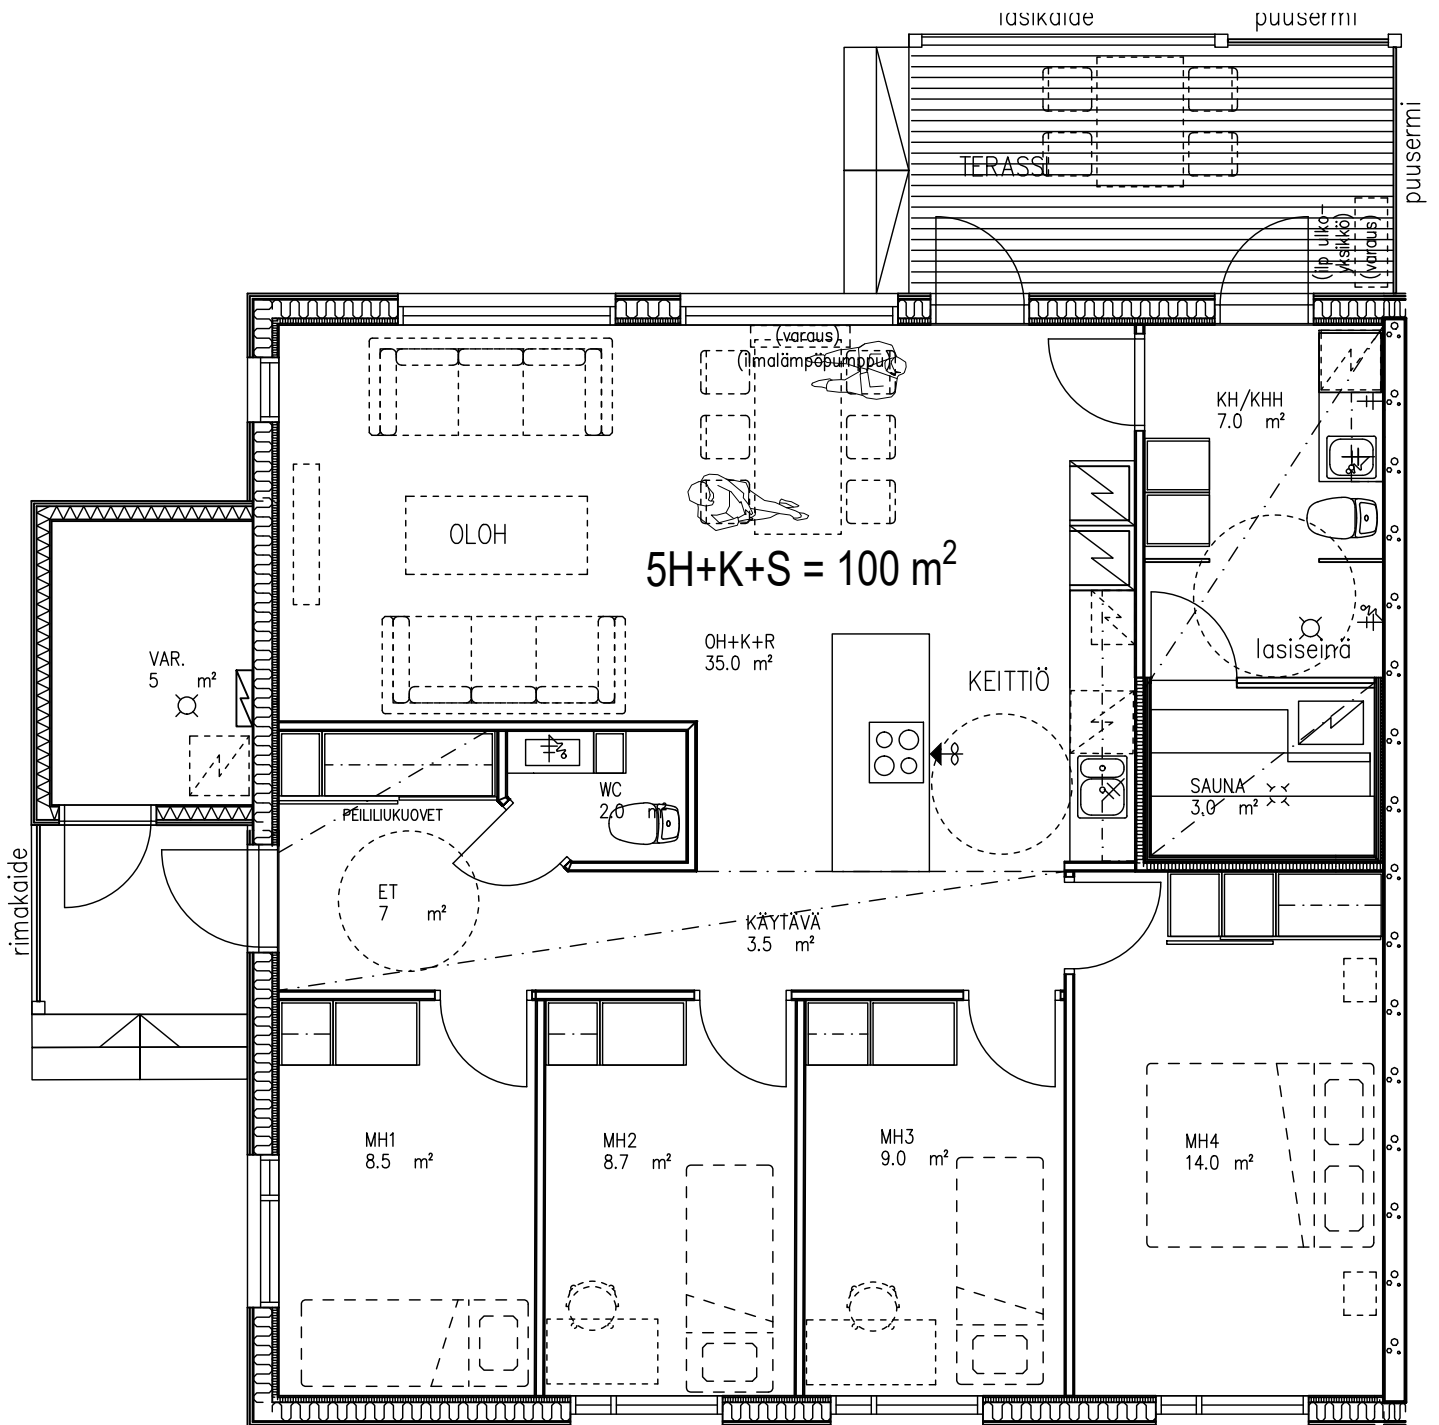 lasikaide
puusermi
puusermi
TERASSI
(ilp ulko-
yksikkö)
(varaus)
(varaus)
(ilmalämpöpumppu)
KH/KHH
7.0 m²
OLOH
5H+K+S = 100 m²
OH+K+R
35.0 m²
lasiseinä
VAR.
5 m²
KEITTIÖ
SAUNA
3.0 m²
WC
2.0 m²
PEILILIUKUOVET
rimakaide
ET
7 m²
KÄYTÄVÄ
3.5 m²
MH1
8.5 m²
MH2
8.7 m²
MH3
9.0 m²
MH4
14.0 m²